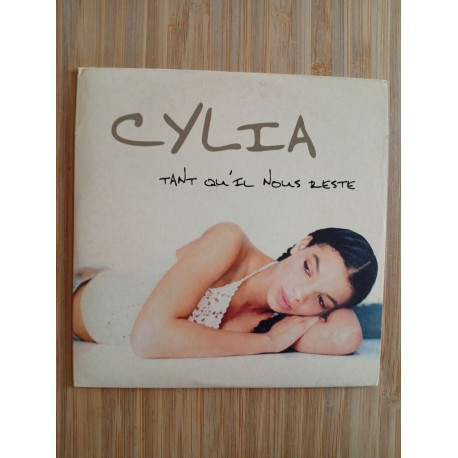 CYLIA
TANT QU'IL NOUS RESTE